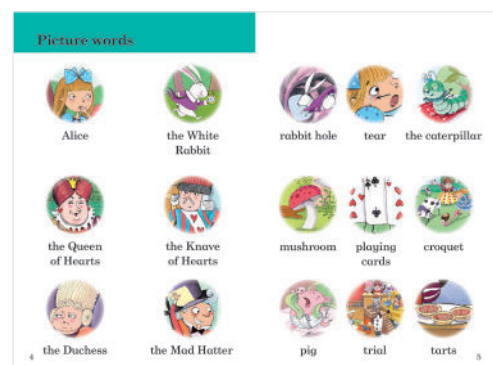 Picture words
Alice
the White
Rabbit
the Queen
of Hearts
the Knave
of Hearts
the Duchess
the Mad Hatter
4
rabbit hole
tear
the caterpillar
mushroom
playing
cards
croquet
pig
trial
tarts
5